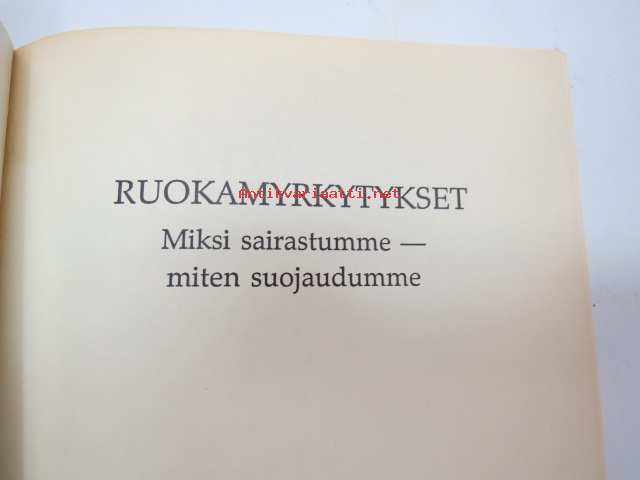 RUOKAMYRKYTYKSET
Antikvariaatti.net
Miksi sairastumme —
miten suojaudumme